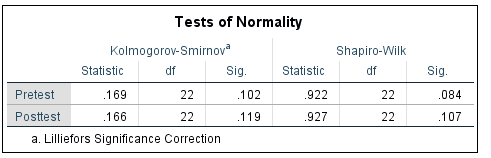 Tests of Normality
Kolmogorov-Smirnovᵃ Shapiro-Wilk
Statistic df Sig. Statistic df Sig.
Pretest .169 22 .102 .922 22 .084
Posttest .166 22 .119 .927 22 .107
a. Lilliefors Significance Correction